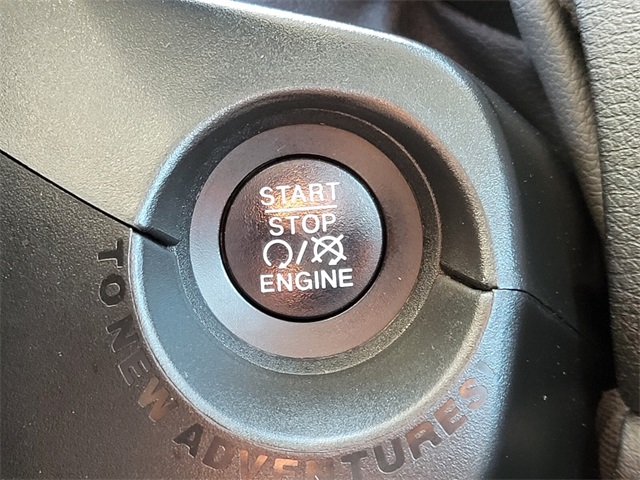 START
STOP
ENGINE
TO NEW ADVENTURES